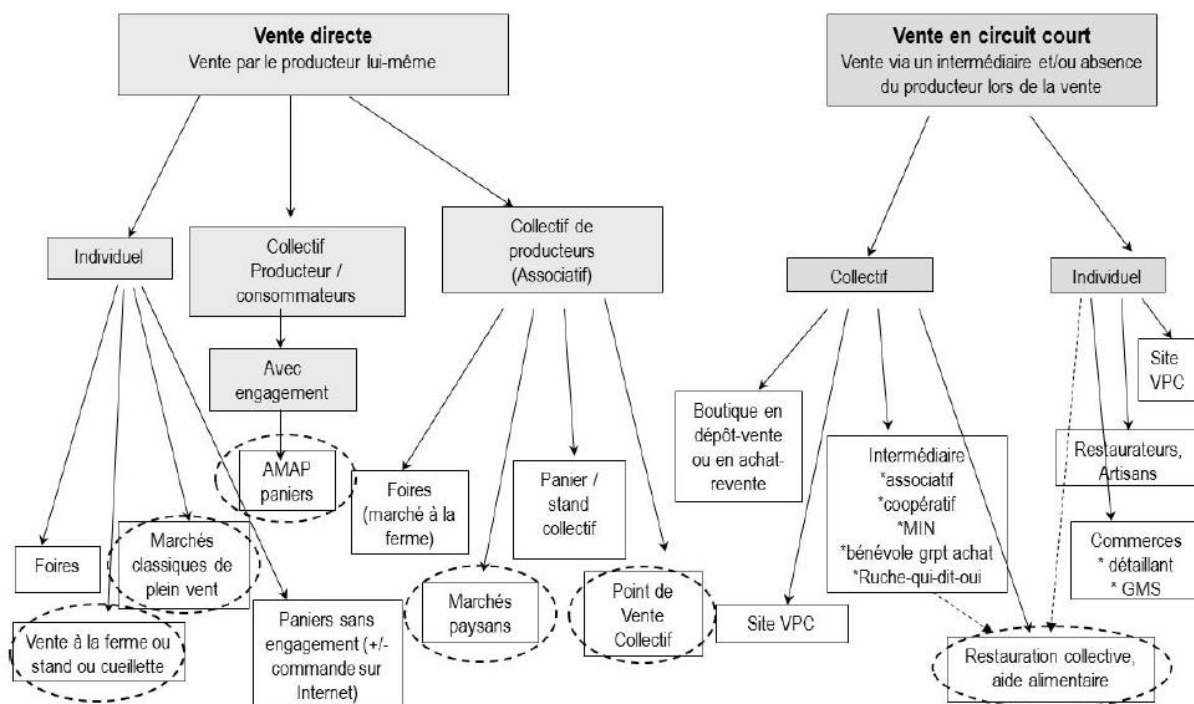 Vente directe
Vente par le producteur lui-même
Vente en circuit court
Vente via un intermédiaire et/ou absence
du producteur lors de la vente
Individuel
Collectif
Producteur /
consommateurs
Collectif de
producteurs
(Associatif)
Collectif
Individuel
Avec
engagement
AMAP
paniers
Foires
Vente à la ferme ou
stand ou cueillette
Marchés
classiques de
plein vent
Paniers sans
engagement (+/-
commande sur
Internet)
Foires
(marché à la
ferme)
Marchés
paysans
Panier /
stand
collectif
Point de
Vente
Collectif
Boutique en
dépôt-vente
ou en achat-
revente
Site VPC
Intermédiaire
*associatif
*coopératif
*MIN
*bénévole grpt achat
*Ruche-qui-dit-oui
Restauration collective,
aide alimentaire
Site
VPC
Restaurateurs,
Artisans
Commerces
* détaillant
* GMS